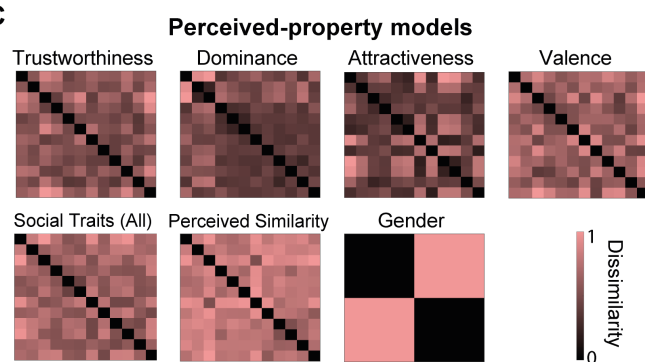 C
Perceived-property models
Trustworthiness Dominance Attractiveness Valence
Social Traits (All) Perceived Similarity Gender
1
Dissimilarity
0